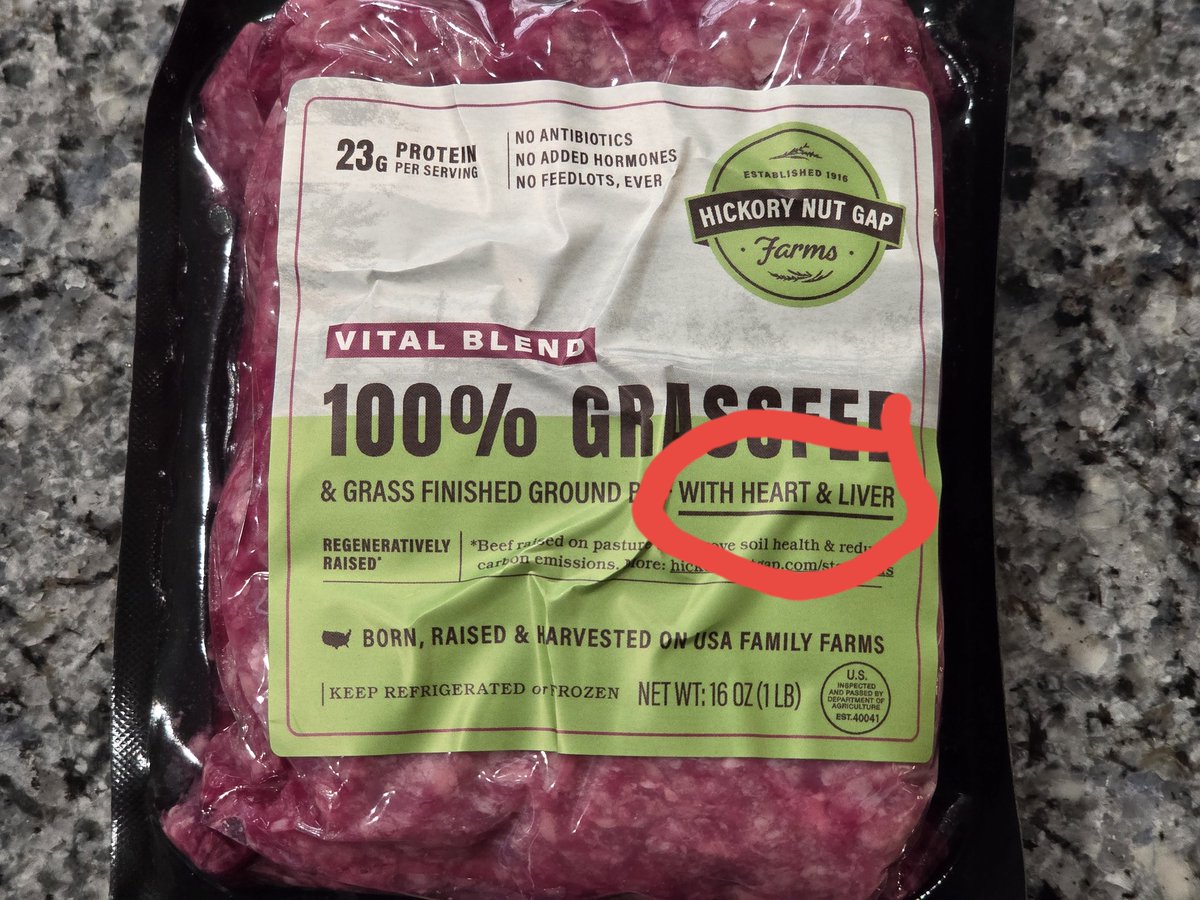 23G PROTEIN
PER SERVING
NO ANTIBIOTICS
NO ADDED HORMONES
NO FEEDLOTS, EVER
ESTABLISHED 1916
HICKORY NUT GAP
Farms
VITAL BLEND
100% GRASSFED
& GRASS FINISHED GROUND WITH HEART & LIVER
REGENERATIVELY
RAISED*
*Beef raised on pasture soil health &
carbon emissions. More:
BORN, RAISED & HARVESTED ON USA FAMILY FARMS
KEEP REFRIGERATED or FROZEN
NET WT: 16 OZ (1 LB)
U.S.
INSPECTED
AND PASSED BY
DEPARTMENT OF
AGRICULTURE
EST.40041